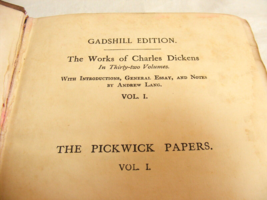 GADSHILL EDITION.
The Works of Charles Dickens
In Thirty-two Volumes.
With Introductions, General Essay, and Notes
by Andrew Lang.
VOL. I.
THE PICKWICK PAPERS.
VOL. I.